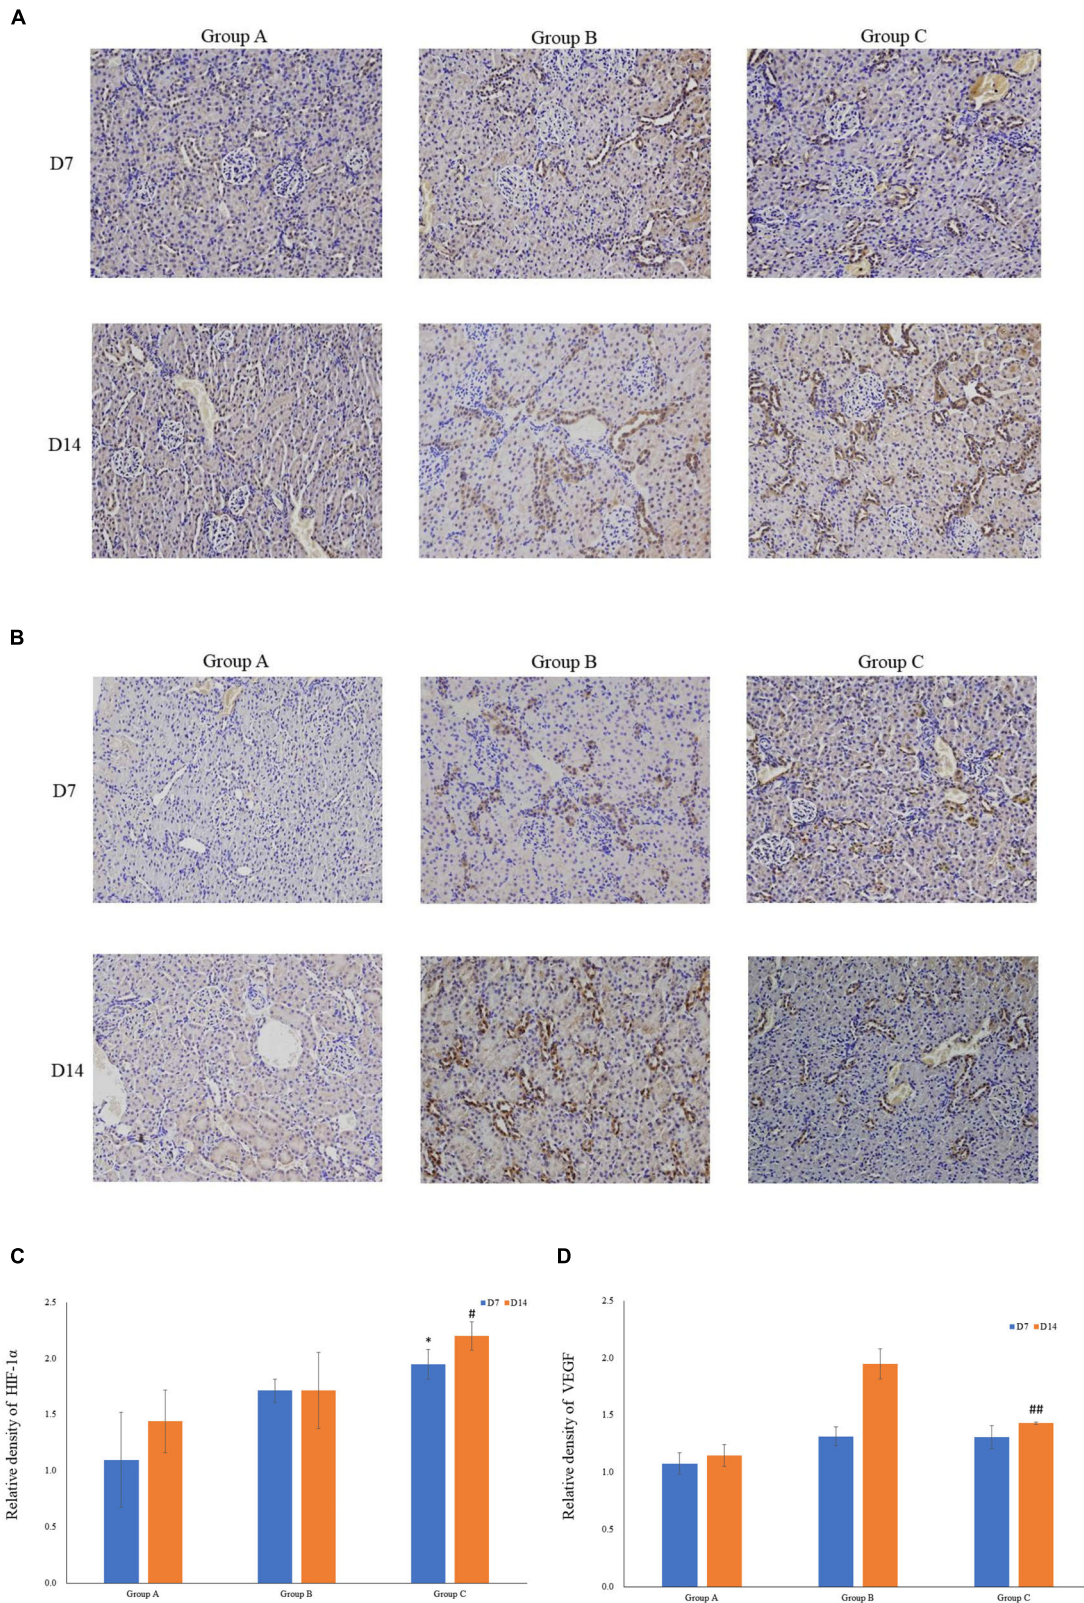 A
Group A
Group B
Group C
D7
D14
B
Group A
Group B
Group C
D7
D14
C
D7
D14
Relative density of HIF-1α
2.5
2.0
1.5
1.0
0.5
0.0
*
#
Group A
Group B
Group C
D
D7
D14
Relative density of VEGF
2.5
2.0
1.5
1.0
0.5
0.0
##
Group A
Group B
Group C